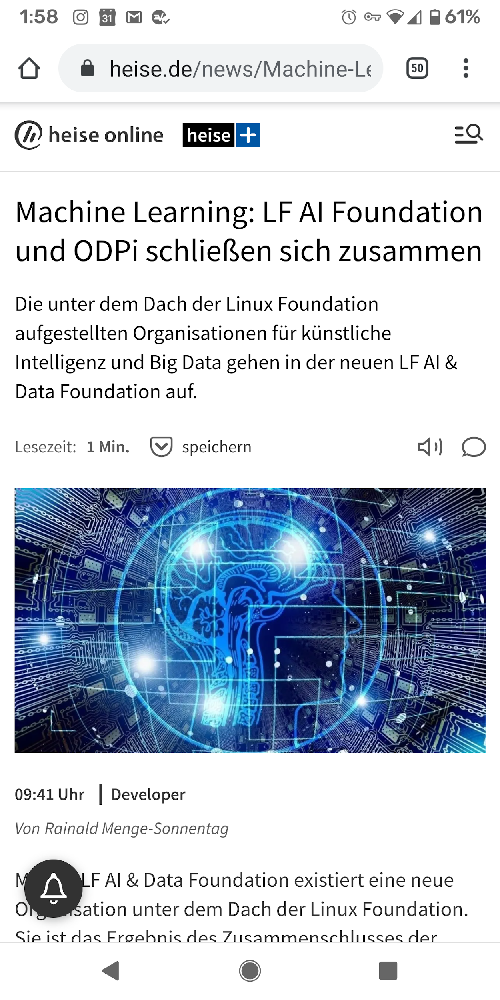 1:58 31 61%
heise.de/news/Machine-Le 50
heise online heise +
Machine Learning: LF AI Foundation
und ODPi schließen sich zusammen
Die unter dem Dach der Linux Foundation
aufgestellten Organisationen für künstliche
Intelligenz und Big Data gehen in der neuen LF AI &
Data Foundation auf.
Lesezeit: 1 Min. speichern
09:41 Uhr | Developer
Von Rainald Menge-Sonnentag
LF AI & Data Foundation existiert eine neue
unter dem Dach der Linux Foundation.
Sie ist das Ergebnis des Zusammenschlusses der